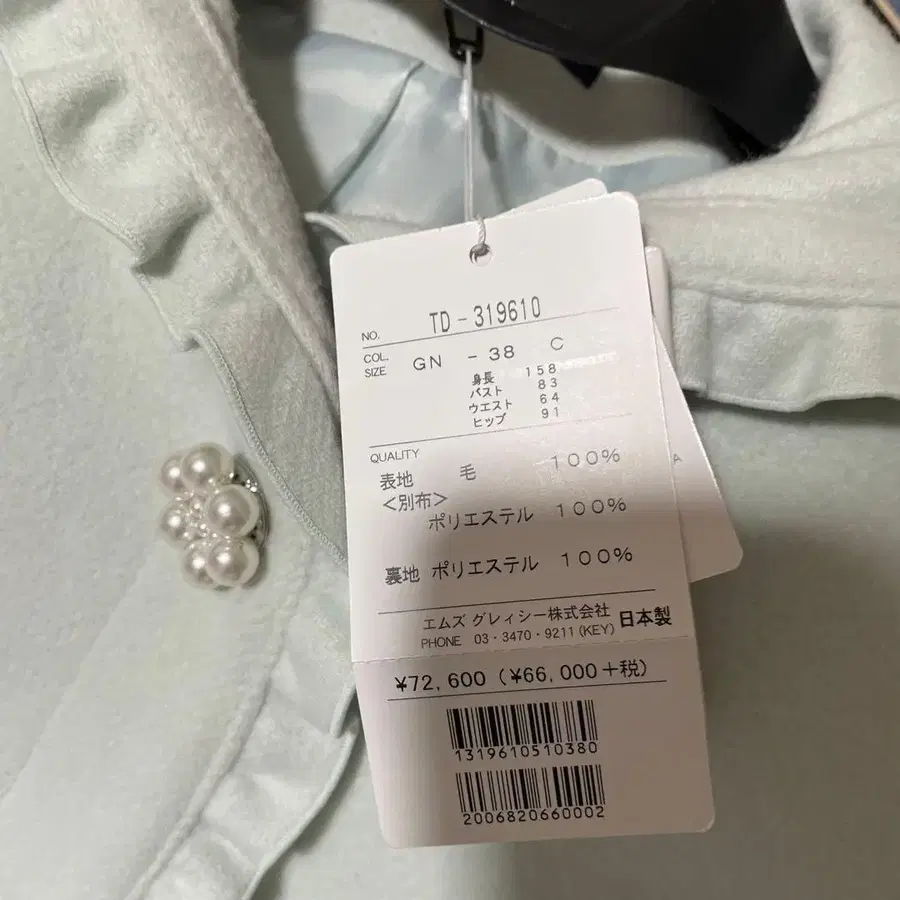 NO. TD-319610
COL.
SIZE GN -38 C
身長 158
バスト 83
ウエスト 64
ヒップ 91
QUALITY
表地 毛 100%
<別布>
ポリエステル 100%
裏地 ポリエステル 100%
エムズ グレィシー株式会社 日本製
PHONE 03・3470・9211(KEY)
¥72,600(¥66,000+税)
1319610510380
2006820660002
A